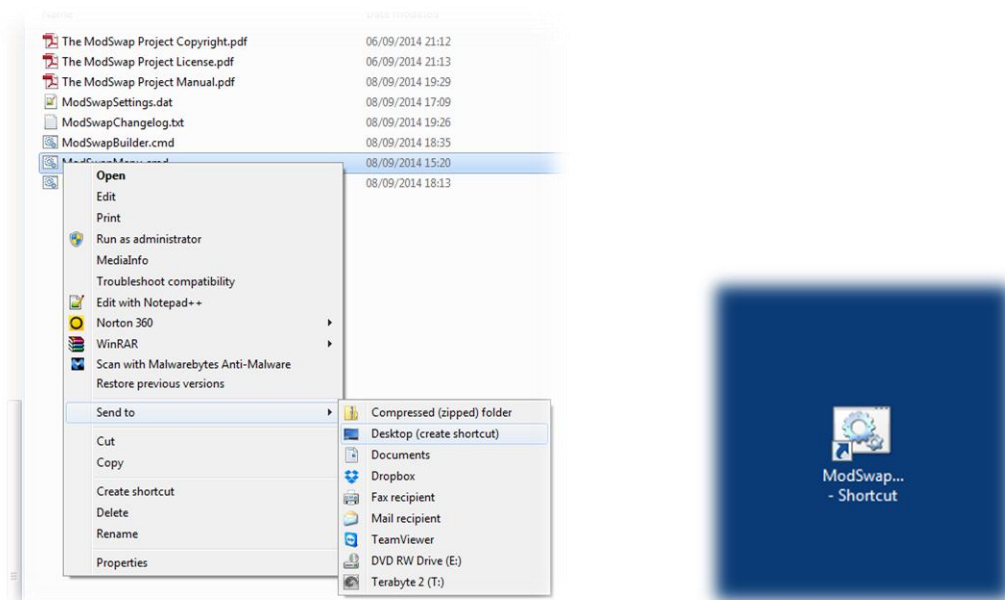 The ModSwap Project Copyright.pdf 06/09/2014 21:12
The ModSwap Project License.pdf 06/09/2014 21:13
The ModSwap Project Manual.pdf 08/09/2014 19:29
ModSwapSettings.dat 08/09/2014 17:09
ModSwapChangelog.txt 08/09/2014 19:26
ModSwapBuilder.cmd 08/09/2014 18:35
ModSwapMenu.cmd 08/09/2014 15:20
08/09/2014 18:13
Open
Edit
Print
Run as administrator
MediaInfo
Troubleshoot compatibility
Edit with Notepad++
Norton 360
WinRAR
Scan with Malwarebytes Anti-Malware
Restore previous versions
Send to
Cut
Copy
Create shortcut
Delete
Rename
Properties
Compressed (zipped) folder
Desktop (create shortcut)
Documents
Dropbox
Fax recipient
Mail recipient
TeamViewer
DVD RW Drive (E:)
Terabyte 2 (T:)
ModSwap...
- Shortcut